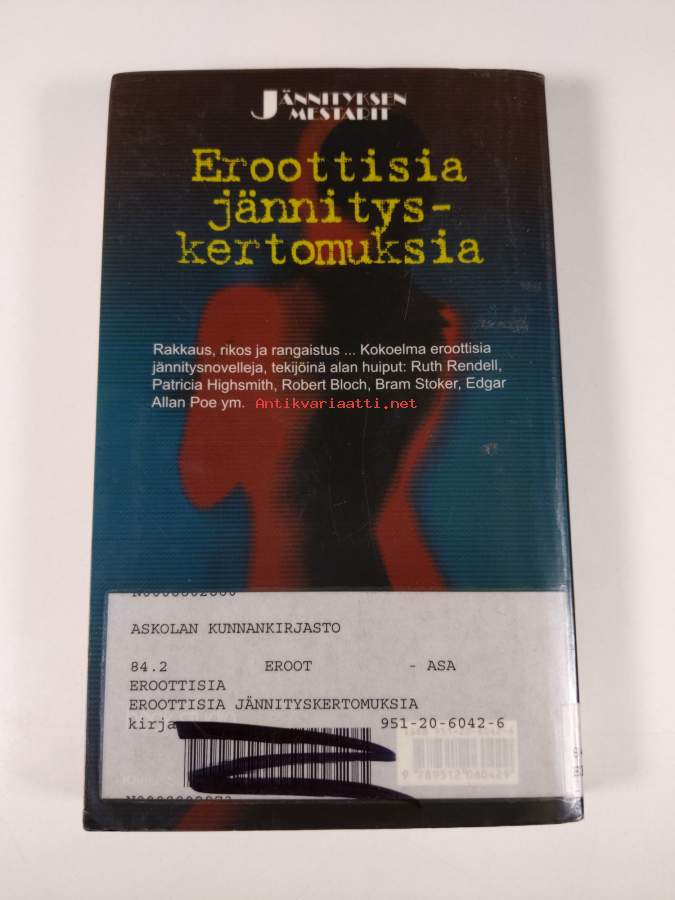 JÄNNITYKSEN
MESTARIT
Eroottisia
jännitys-
kertomuksia
Rakkaus, rikos ja rangaistus ... Kokoelma eroottisia
jännitysnovelleja, tekijöinä alan huiput: Ruth Rendell,
Patricia Highsmith, Robert Bloch, Bram Stoker, Edgar
Allan Poe ym. Antikvariaatti.net
ASKOLAN KUNNANKIRJASTO
84.2 EROOT - ASA
EROOTTISIA
EROOTTISIA JÄNNITYSKERTOMUKSIA
kirja 951-20-6042-6
9 789512 060429